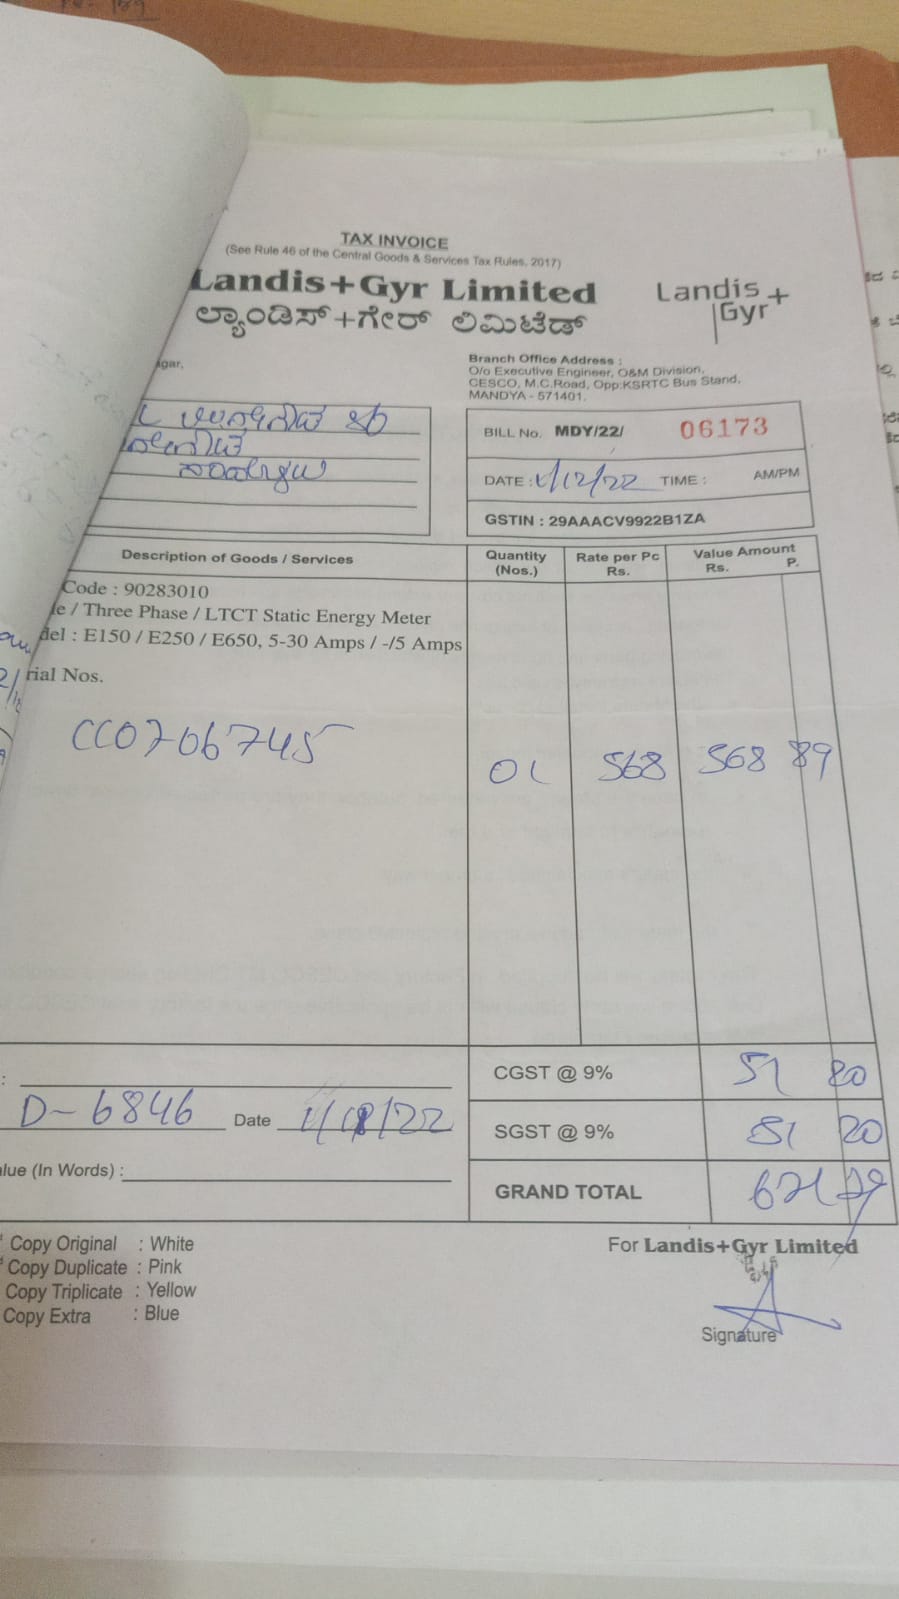 TAX INVOICE
(See Rule 46 of the Central Goods & Services Tax Rules, 2017)
Landis+Gyr Limited
ಲ್ಯಾಂಡಿಸ್+ಗೇರ್ ಲಿಮಿಟೆಡ್
Landis+
Gyr
agar,
Branch Office Address :
O/o Executive Engineer, O&M Division,
CESCO, M.C.Road, Opp:KSRTC Bus Stand,
MANDYA - 571401.
BILL No. MDY/22/ 06173
DATE : 1/12/22 TIME : AM/PM
GSTIN : 29AAACV9922B1ZA
Description of Goods / Services Quantity (Nos.) Rate per Pc Rs. Value Amount Rs. P.
Code : 90283010
le / Three Phase / LTCT Static Energy Meter
del : E150 / E250 / E650, 5-30 Amps / -/5 Amps
rial Nos.
CC0706745 01 568 568 89
CGST @ 9% 51 20
D- 6846 Date
SGST @ 9% 51 20
alue (In Words) :
GRAND TOTAL 671 29
Copy Original : White
Copy Duplicate : Pink
Copy Triplicate : Yellow
Copy Extra : Blue
For Landis+Gyr Limited
Signature